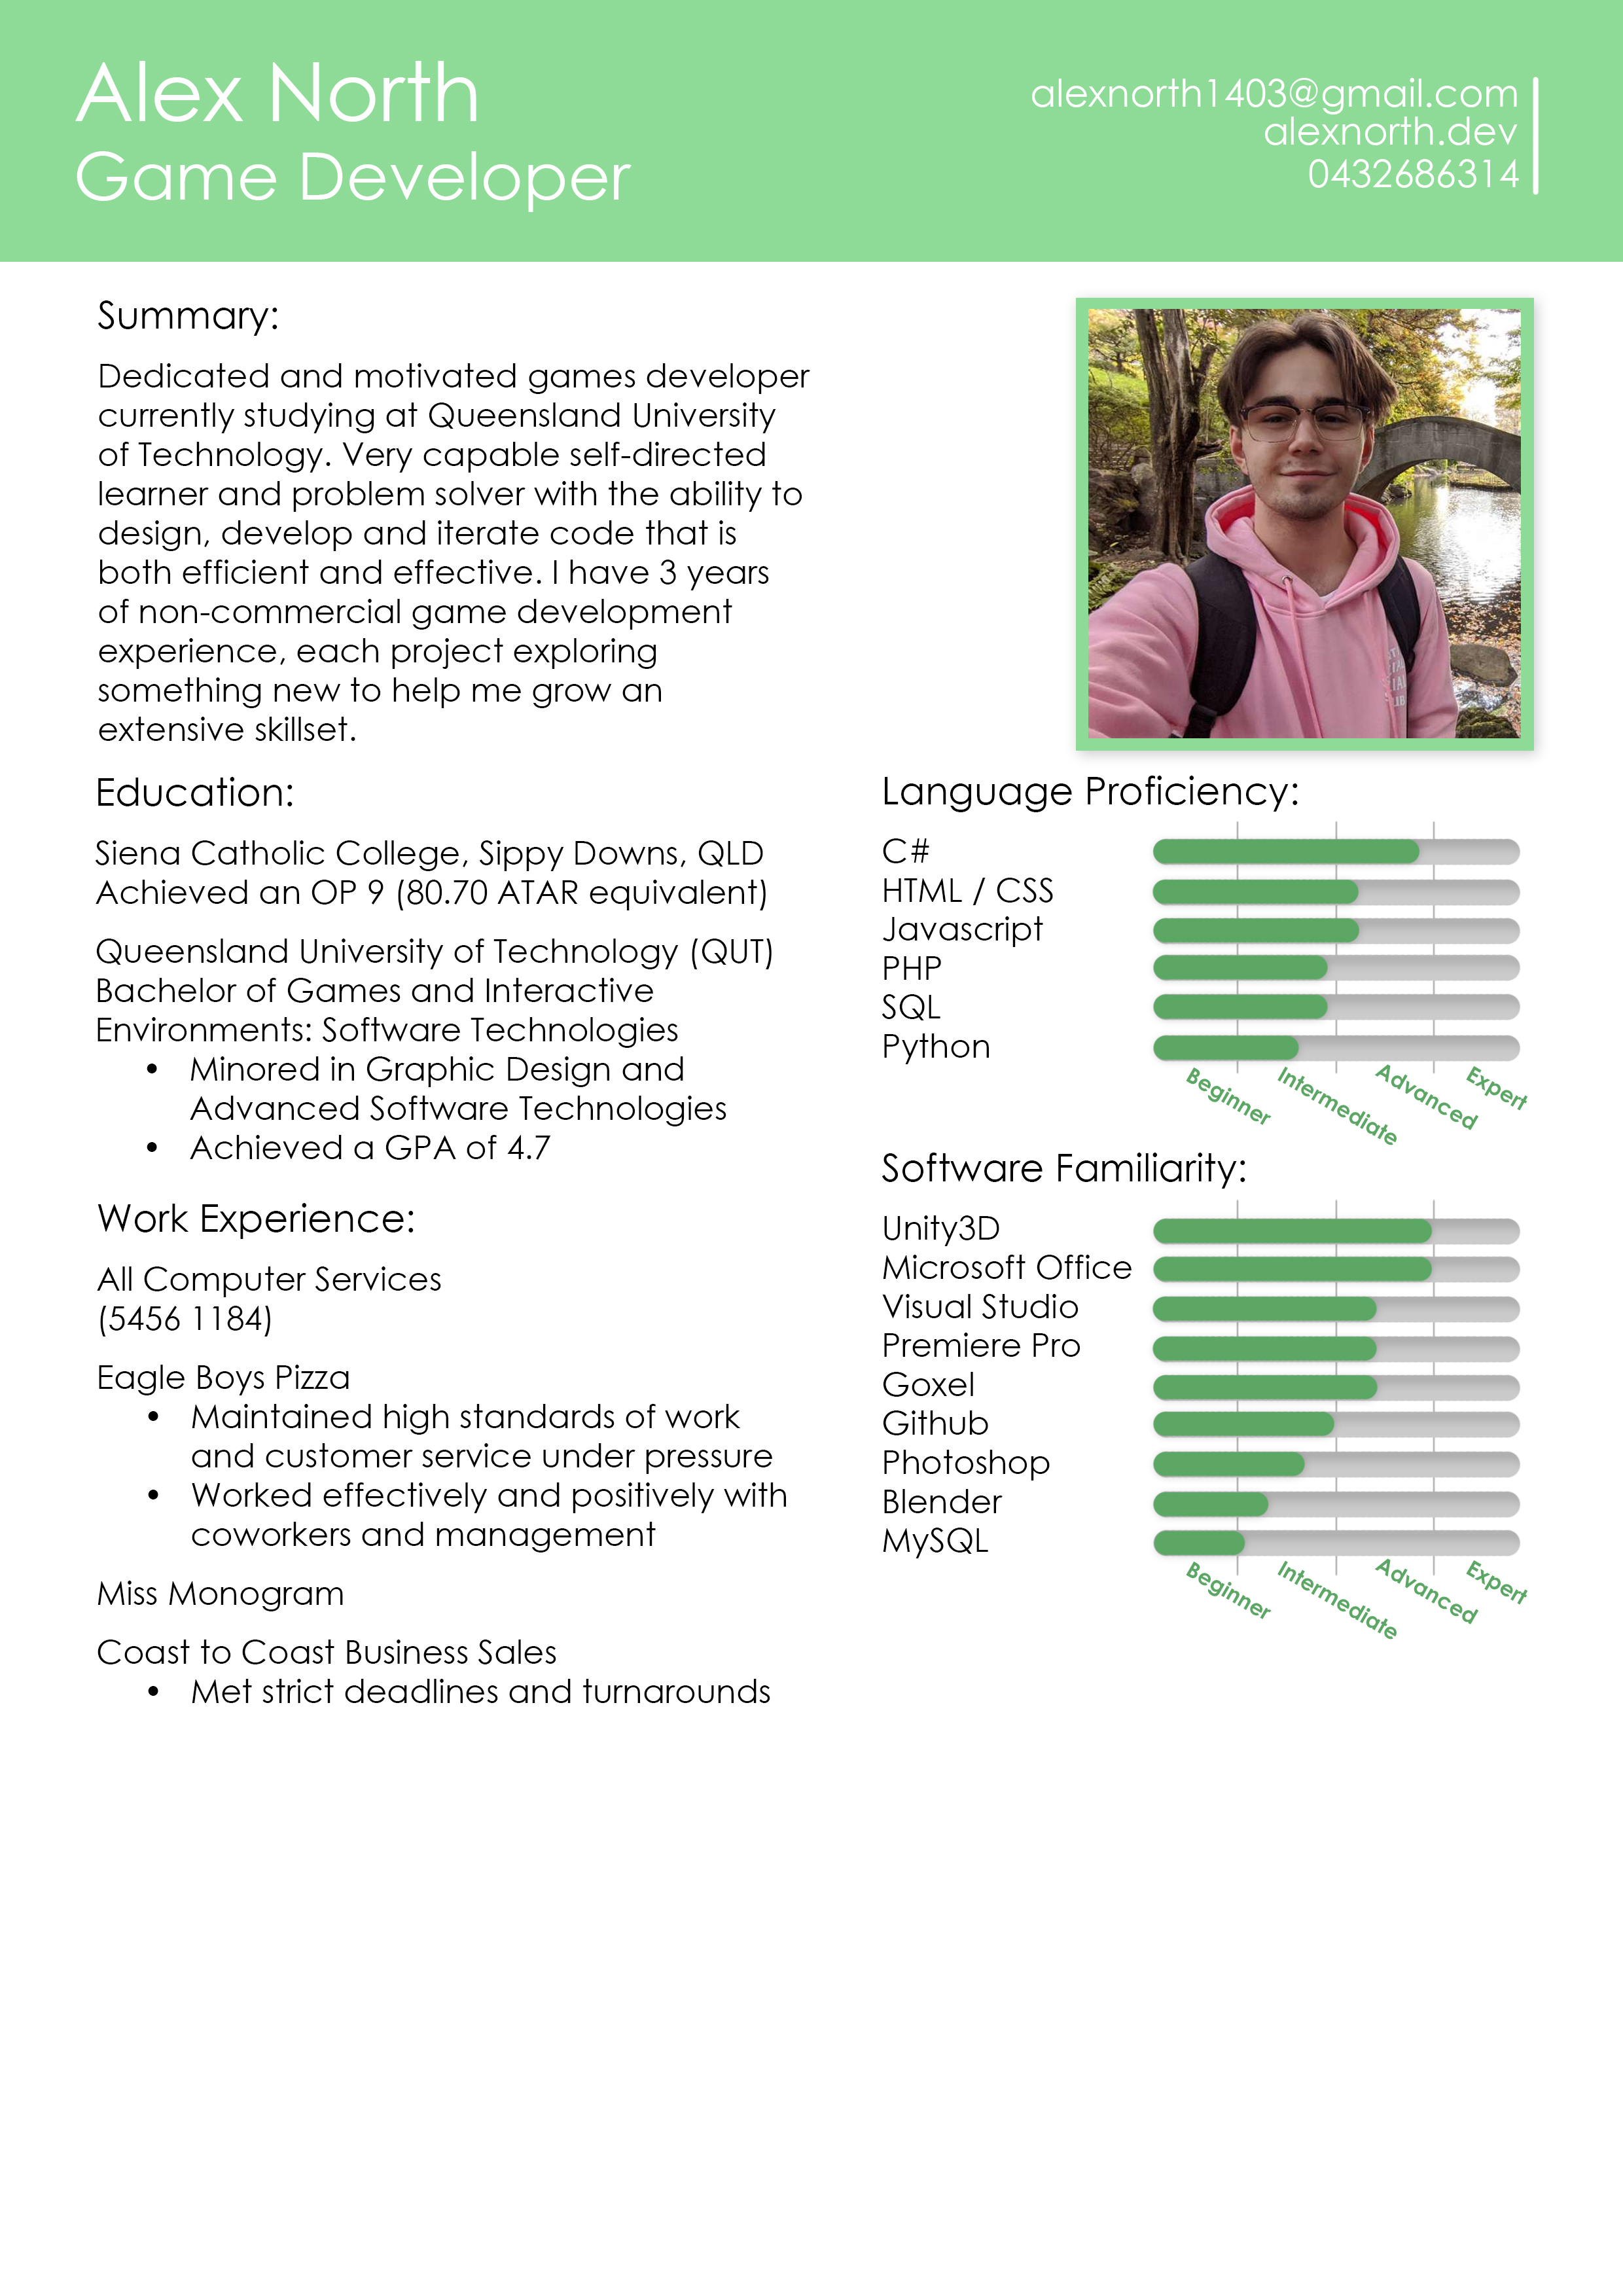 Alex North
Game Developer
alexnorth1403@gmail.com
alexnorth.dev
0432686314
Summary:
Dedicated and motivated games developer
currently studying at Queensland University
of Technology. Very capable self-directed
learner and problem solver with the ability to
design, develop and iterate code that is
both efficient and effective. I have 3 years
of non-commercial game development
experience, each project exploring
something new to help me grow an
extensive skillset.
Education:
Siena Catholic College, Sippy Downs, QLD
Achieved an OP 9 (80.70 ATAR equivalent)
Queensland University of Technology (QUT)
Bachelor of Games and Interactive
Environments: Software Technologies
• Minored in Graphic Design and
Advanced Software Technologies
• Achieved a GPA of 4.7
Work Experience:
All Computer Services
(5456 1184)
Eagle Boys Pizza
• Maintained high standards of work
and customer service under pressure
• Worked effectively and positively with
coworkers and management
Miss Monogram
Coast to Coast Business Sales
• Met strict deadlines and turnarounds
Language Proficiency:
C#
HTML / CSS
Javascript
PHP
SQL
Python
Beginner Intermediate Advanced Expert
Software Familiarity:
Unity3D
Microsoft Office
Visual Studio
Premiere Pro
Goxel
Github
Photoshop
Blender
MySQL
Beginner Intermediate Advanced Expert